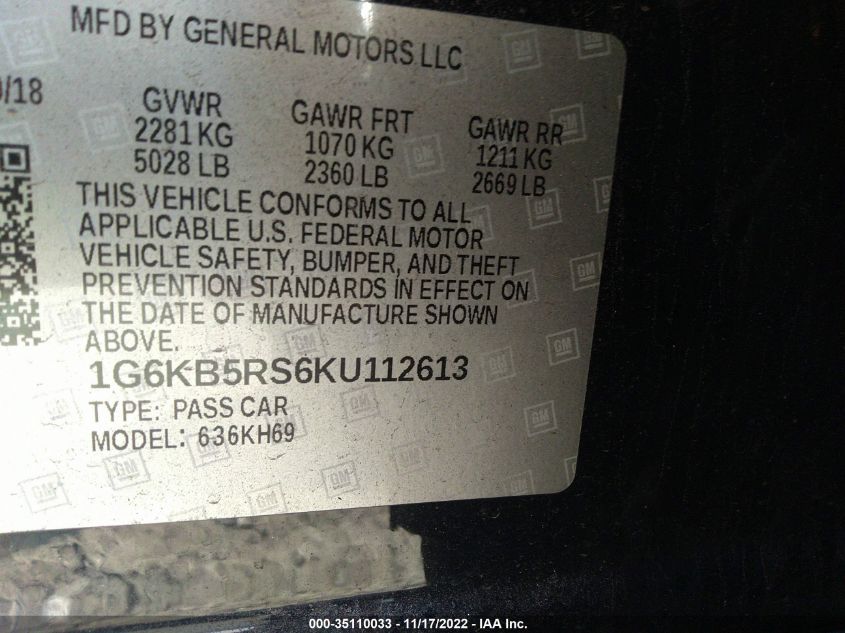 MFD BY GENERAL MOTORS LLC
/18
GVWR
2281 KG
5028 LB
GAWR FRT
1070 KG
2360 LB
GAWR RR
1211 KG
2669 LB
THIS VEHICLE CONFORMS TO ALL
APPLICABLE U.S. FEDERAL MOTOR
VEHICLE SAFETY, BUMPER, AND THEFT
PREVENTION STANDARDS IN EFFECT ON
THE DATE OF MANUFACTURE SHOWN
ABOVE.
1G6KB5RS6KU112613
TYPE: PASS CAR
MODEL: 636KH69
000-35110033 - 11/17/2022 - IAA Inc.